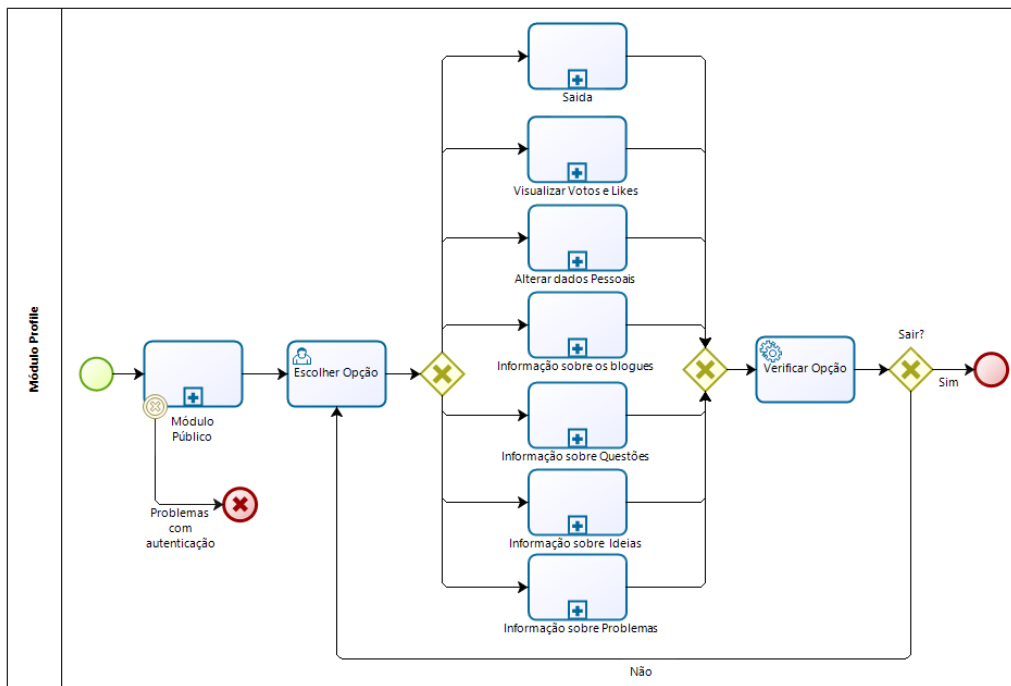 Módulo Profile
Saida
Visualizar Votos e Likes
Alterar dados Pessoais
Informação sobre os blogues
Informação sobre Questões
Informação sobre Ideias
Informação sobre Problemas
Módulo
Público
Problemas
com
autenticação
Escolher Opção
Verificar Opção
Sair?
Sim
Não